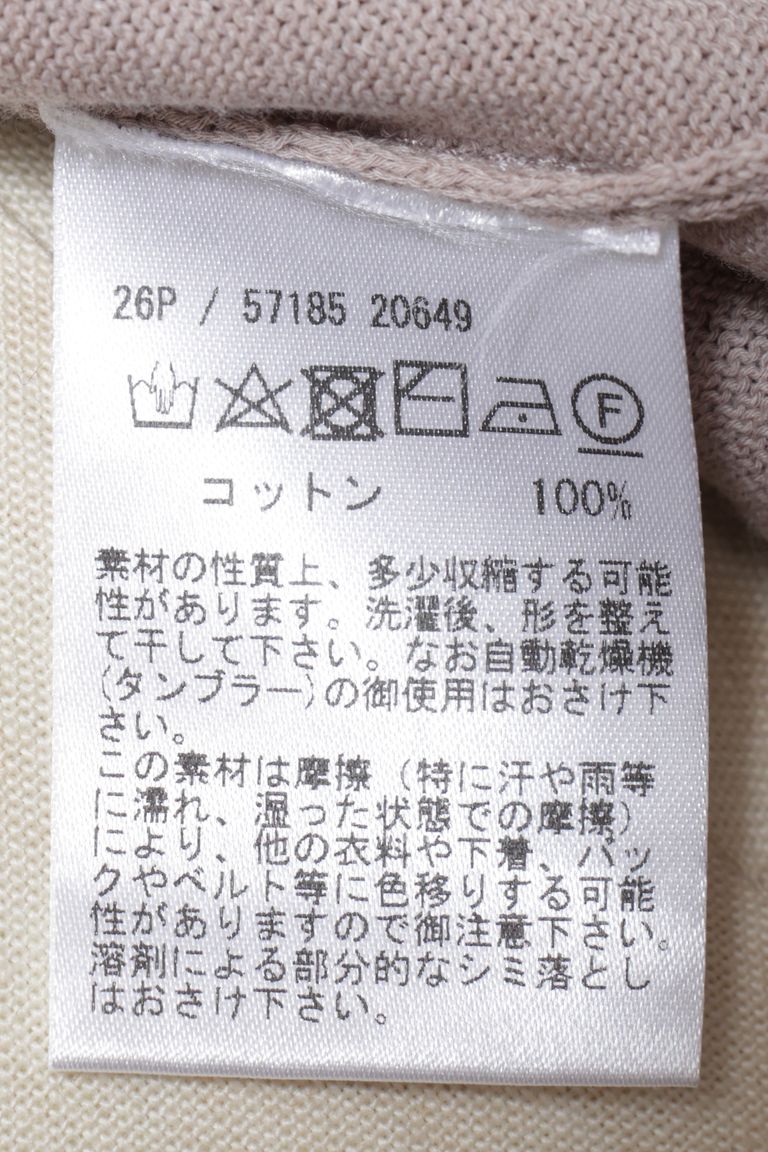 26P / 57185 20649
F
コットン 100%
素材の性質上、多少収縮する可能
性があります。洗濯後、形を整え
て干して下さい。なお自動乾燥機
(タンブラー)の御使用はおさけ下
さい。
この素材は摩擦（特に汗や雨等
に濡れ、湿った状態での摩擦）
により、他の衣料や下着、バッ
クやベルト等に色移りする可能
性があります。御注意下さい。
溶剤による部分的なシミ落とし
はおさけ下さい。